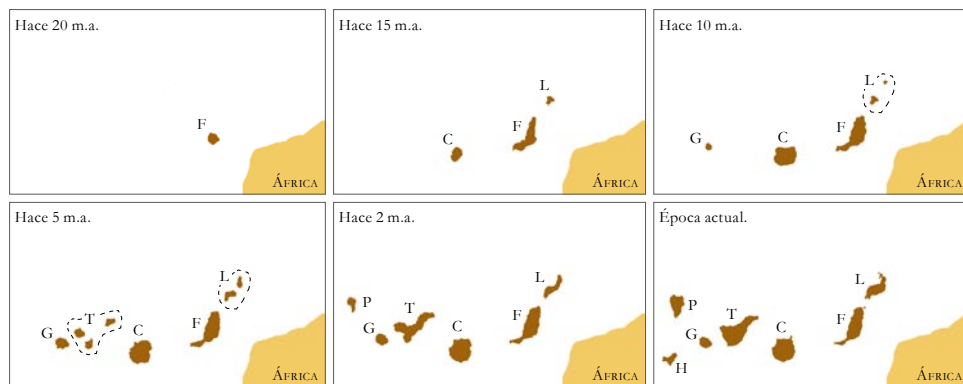 Hace 20 m.a.
F
ÁFRICA
Hace 15 m.a.
L
F
C
ÁFRICA
Hace 10 m.a.
L
F
G
C
ÁFRICA
Hace 5 m.a.
L
T
C
F
G
ÁFRICA
Hace 2 m.a.
L
P
T
F
G
C
ÁFRICA
Época actual.
L
P
T
C
F
G
H
ÁFRICA